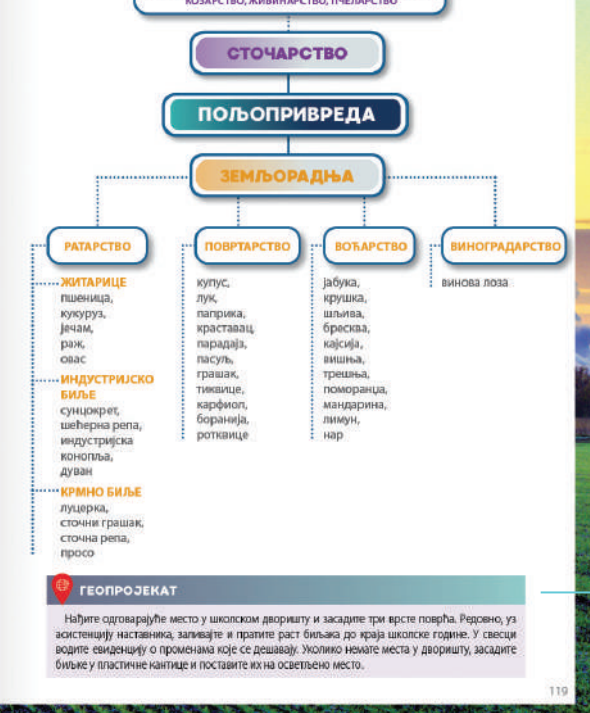 КОЗАРСТВО, ЖИВИНАРСТВО, ПЧЕЛАРСТВО
СТОЧАРСТВО
ПОЉОПРИВРЕДА
ЗЕМЉОРАДЊА
РАТАРСТВО
ЖИТАРИЦЕ
пшеница,
кукуруз,
јечам,
раж,
овас
ИНДУСТРИЈСКО
БИЉЕ
сунцокрет,
шећерна репа,
индустријска
конопља,
дуван
КРМНО БИЉЕ
луцерка,
сточни грашак,
сточна репа,
просо
ПОВРТАРСТВО
купус,
лук,
паприка,
краставац,
парадајз,
пасуљ,
грашак,
тиквице,
карфиол,
боранија,
ротквице
ВОЋАРСТВО
јабука,
крушка,
шљива,
бресква,
кајсија,
вишња,
трешња,
поморанџа,
мандарина,
лимун,
нар
ВИНОГРАДАРСТВО
винова лоза
ГЕОПРОЈЕКАТ
Нађите одговарајуће место у школском дворишту и засадите три врсте поврћа. Редовно, уз
асистенцију наставника, заливајте и пратите раст биљака до краја школске године. У свесци
водите евиденцију о променама које се дешавају. Уколико немате места у дворишту, засадите
биљке у пластичне кантице и поставите их на осветљено место.
119